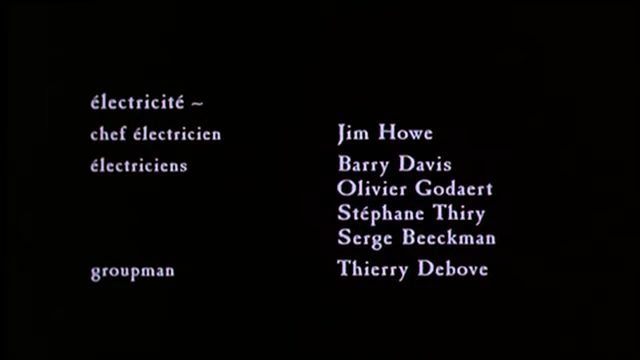 électricité ~
chef électricien Jim Howe
électriciens Barry Davis
Olivier Godaert
Stéphane Thiry
Serge Beeckman
groupman Thierry Debove